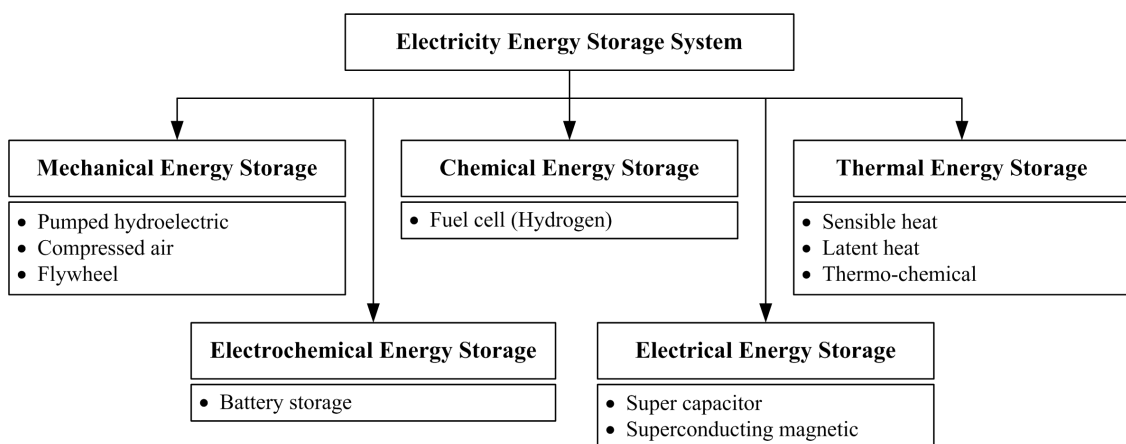 Electricity Energy Storage System
Mechanical Energy Storage
• Pumped hydroelectric
• Compressed air
• Flywheel
Chemical Energy Storage
• Fuel cell (Hydrogen)
Thermal Energy Storage
• Sensible heat
• Latent heat
• Thermo-chemical
Electrochemical Energy Storage
• Battery storage
Electrical Energy Storage
• Super capacitor
• Superconducting magnetic